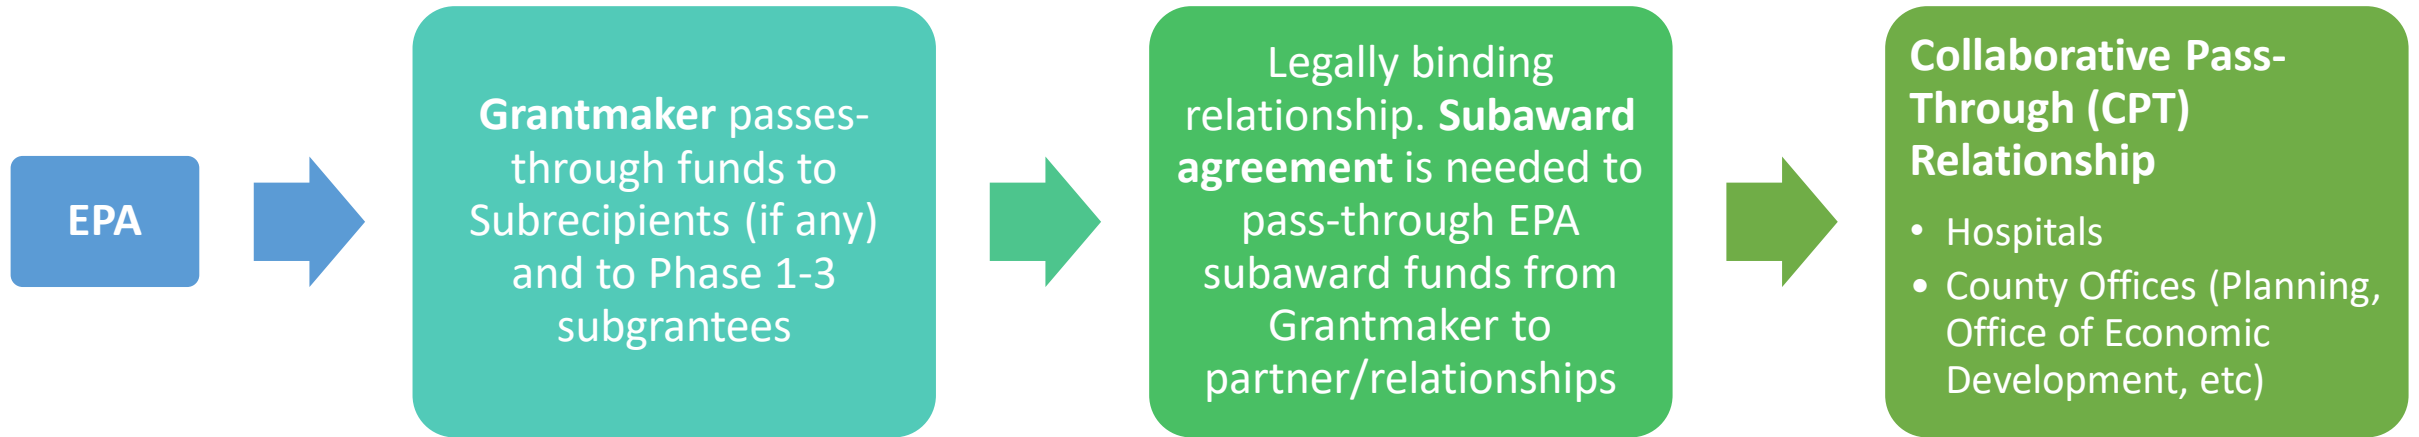 EPA
Grantmaker passes-
through funds to
Subrecipients (if any)
and to Phase 1-3
subgrantees
Legally binding
relationship. Subaward
agreement is needed to
pass-through EPA
subaward funds from
Grantmaker to
partner/relationships
Collaborative Pass-
Through (CPT)
Relationship
• Hospitals
• County Offices (Planning,
Office of Economic
Development, etc)